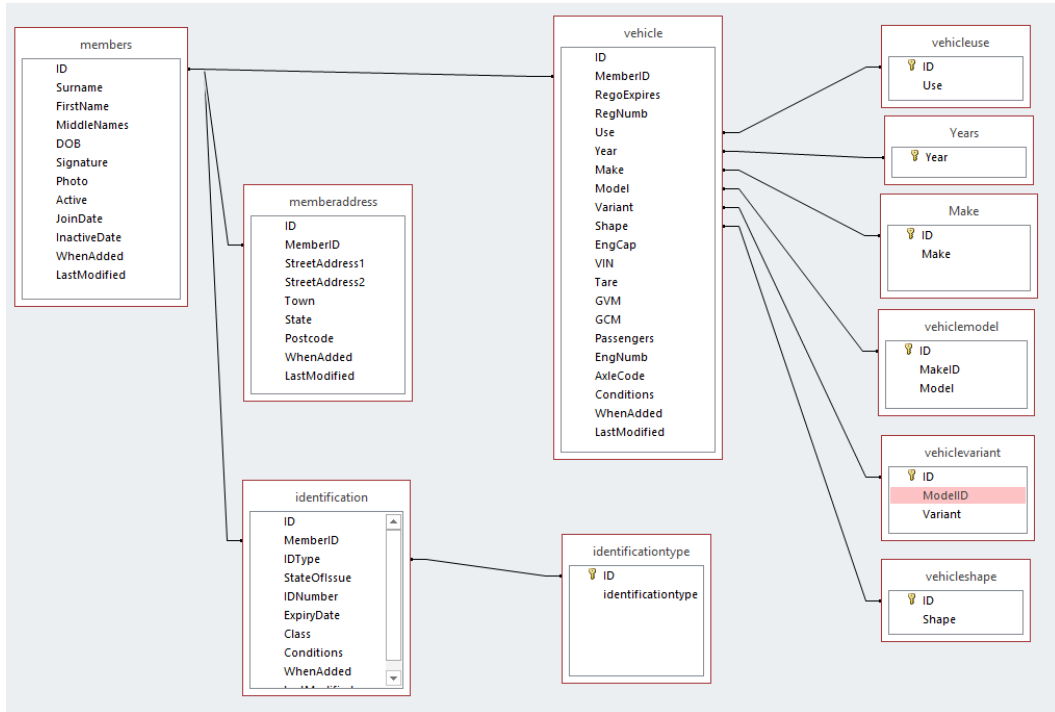 members
ID
Surname
FirstName
MiddleNames
DOB
Signature
Photo
Active
JoinDate
InactiveDate
WhenAdded
LastModified
memberaddress
ID
MemberID
StreetAddress1
StreetAddress2
Town
State
Postcode
WhenAdded
LastModified
identification
ID
MemberID
IDType
StateOfIssue
IDNumber
ExpiryDate
Class
Conditions
WhenAdded
identificationtype
ID
identificationtype
vehicle
ID
MemberID
RegoExpires
RegNumb
Use
Year
Make
Model
Variant
Shape
EngCap
VIN
Tare
GVM
GCM
Passengers
EngNumb
AxleCode
Conditions
WhenAdded
LastModified
vehicleuse
ID
Use
Years
Year
Make
ID
Make
vehiclemodel
ID
MakeID
Model
vehiclevariant
ID
ModelID
Variant
vehicleshape
ID
Shape